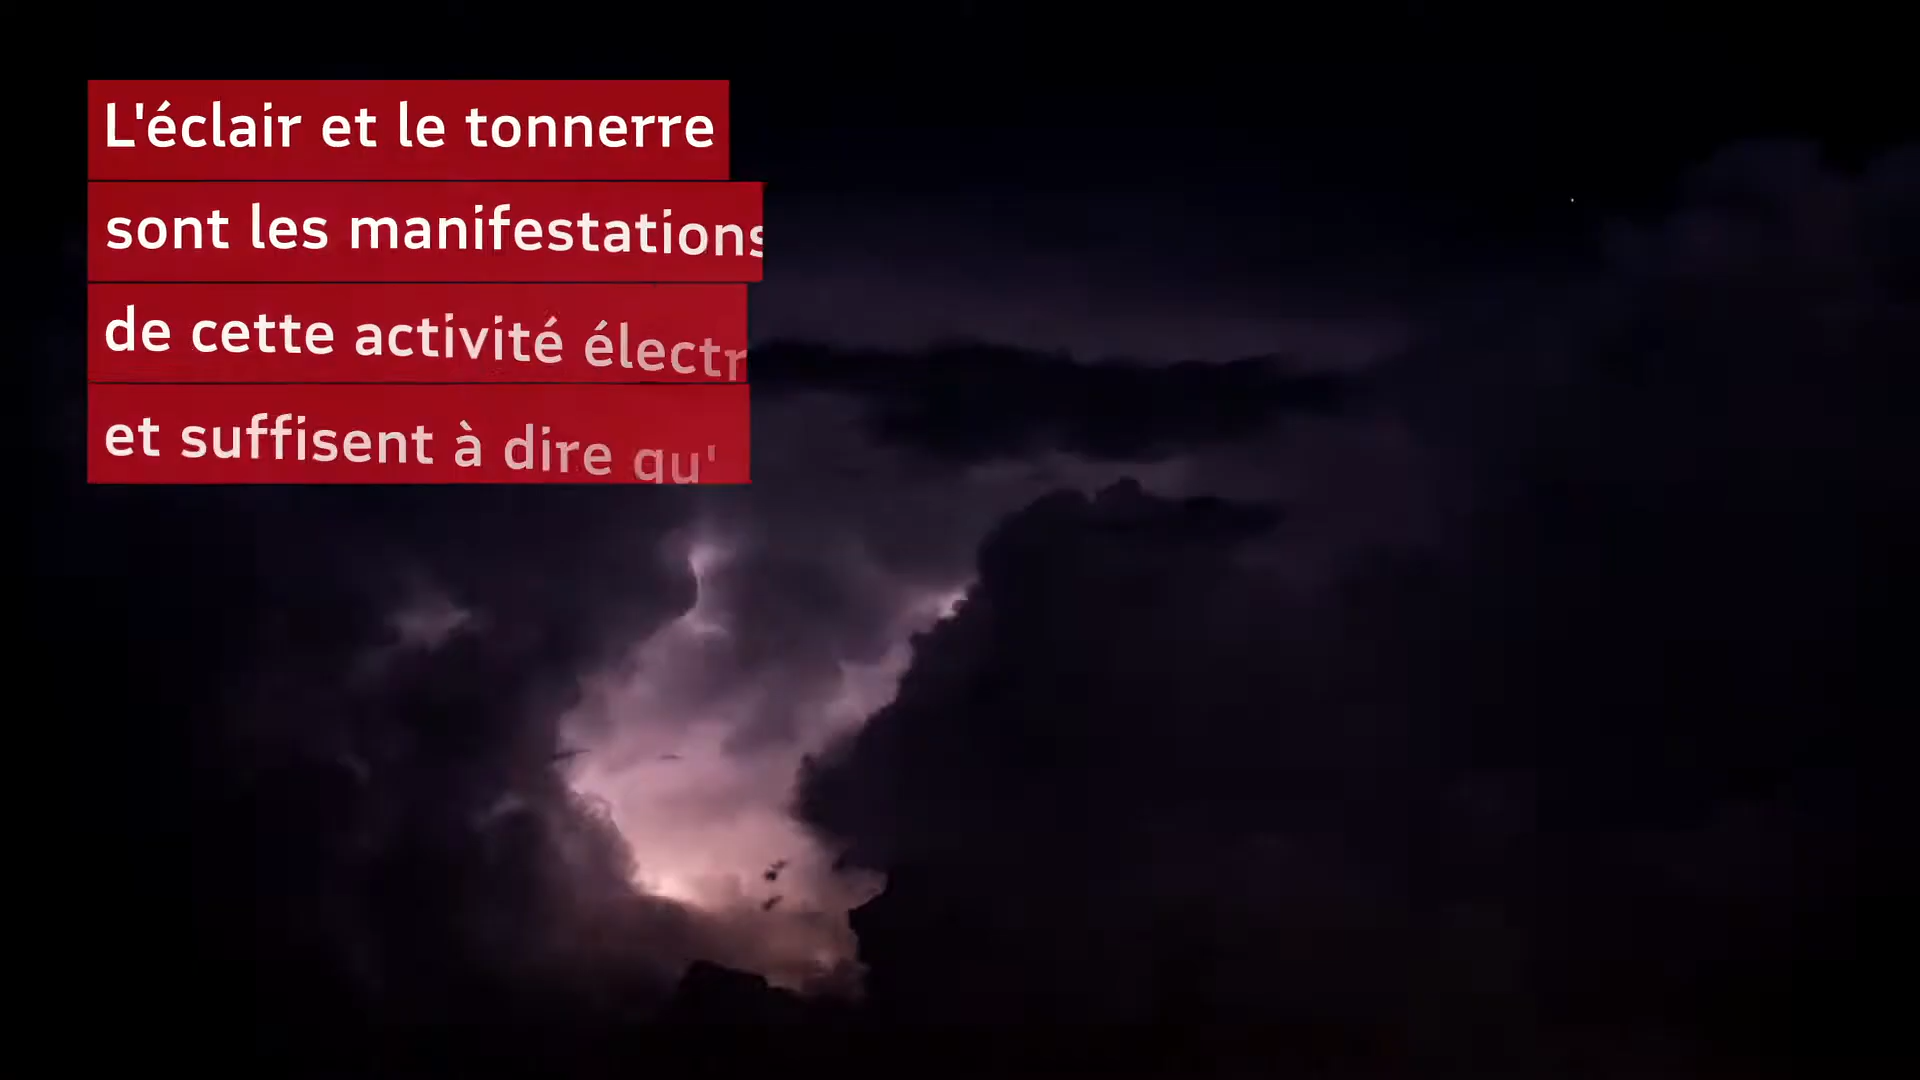 L'éclair et le tonnerre
sont les manifestations
de cette activité électr
et suffisent à dire qu'